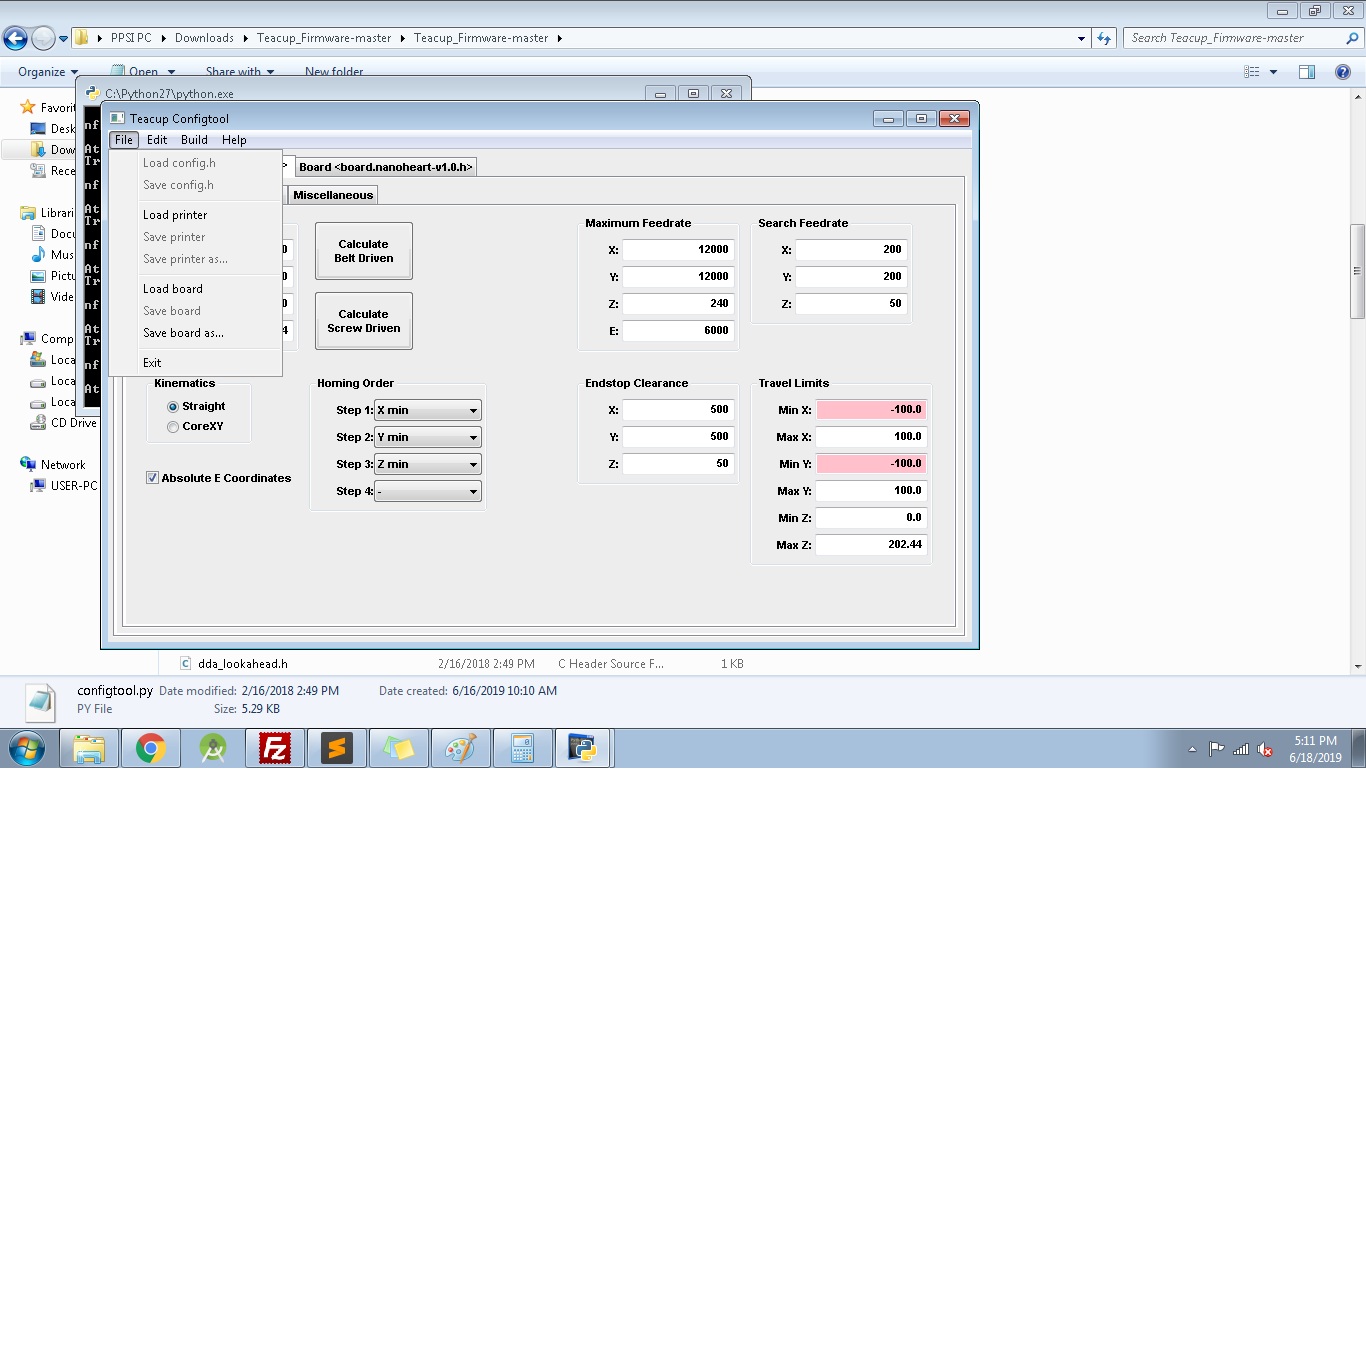 PPSI PC Downloads Teacup_Firmware-master Teacup_Firmware-master
Search Teacup_Firmware-master
Organize Open Share with New folder
C:\Python27\python.exe
Teacup Configtool
File Edit Build Help
Load config.h
Save config.h
Load printer
Save printer
Save printer as...
Load board
Save board
Save board as...
Exit
> Board <board.nanoheart-v1.0.h>
Miscellaneous
0
0
0
4
Calculate
Belt Driven
Calculate
Screw Driven
Maximum Feedrate
X: 12000
Y: 12000
Z: 240
E: 6000
Search Feedrate
X: 200
Y: 200
Z: 50
Kinematics
Straight
CoreXY
Absolute E Coordinates
Homing Order
Step 1: X min
Step 2: Y min
Step 3: Z min
Step 4: -
Endstop Clearance
X: 500
Y: 500
Z: 50
Travel Limits
Min X: -100.0
Max X: 100.0
Min Y: -100.0
Max Y: 100.0
Min Z: 0.0
Max Z: 202.44
Favorit
Desk
Dow
Rece
Librari
Docu
Mus
Pictu
Vide
Comp
Loca
Loca
Loca
CD Drive
Network
USER-PC
nf
At
Tr
nf
At
Tr
nf
At
Tr
nf
At
Tr
nf
At
dda_lookahead.h 2/16/2018 2:49 PM C Header Source F... 1 KB
configtool.py Date modified: 2/16/2018 2:49 PM Date created: 6/16/2019 10:10 AM
PY File Size: 5.29 KB
5:11 PM
6/18/2019